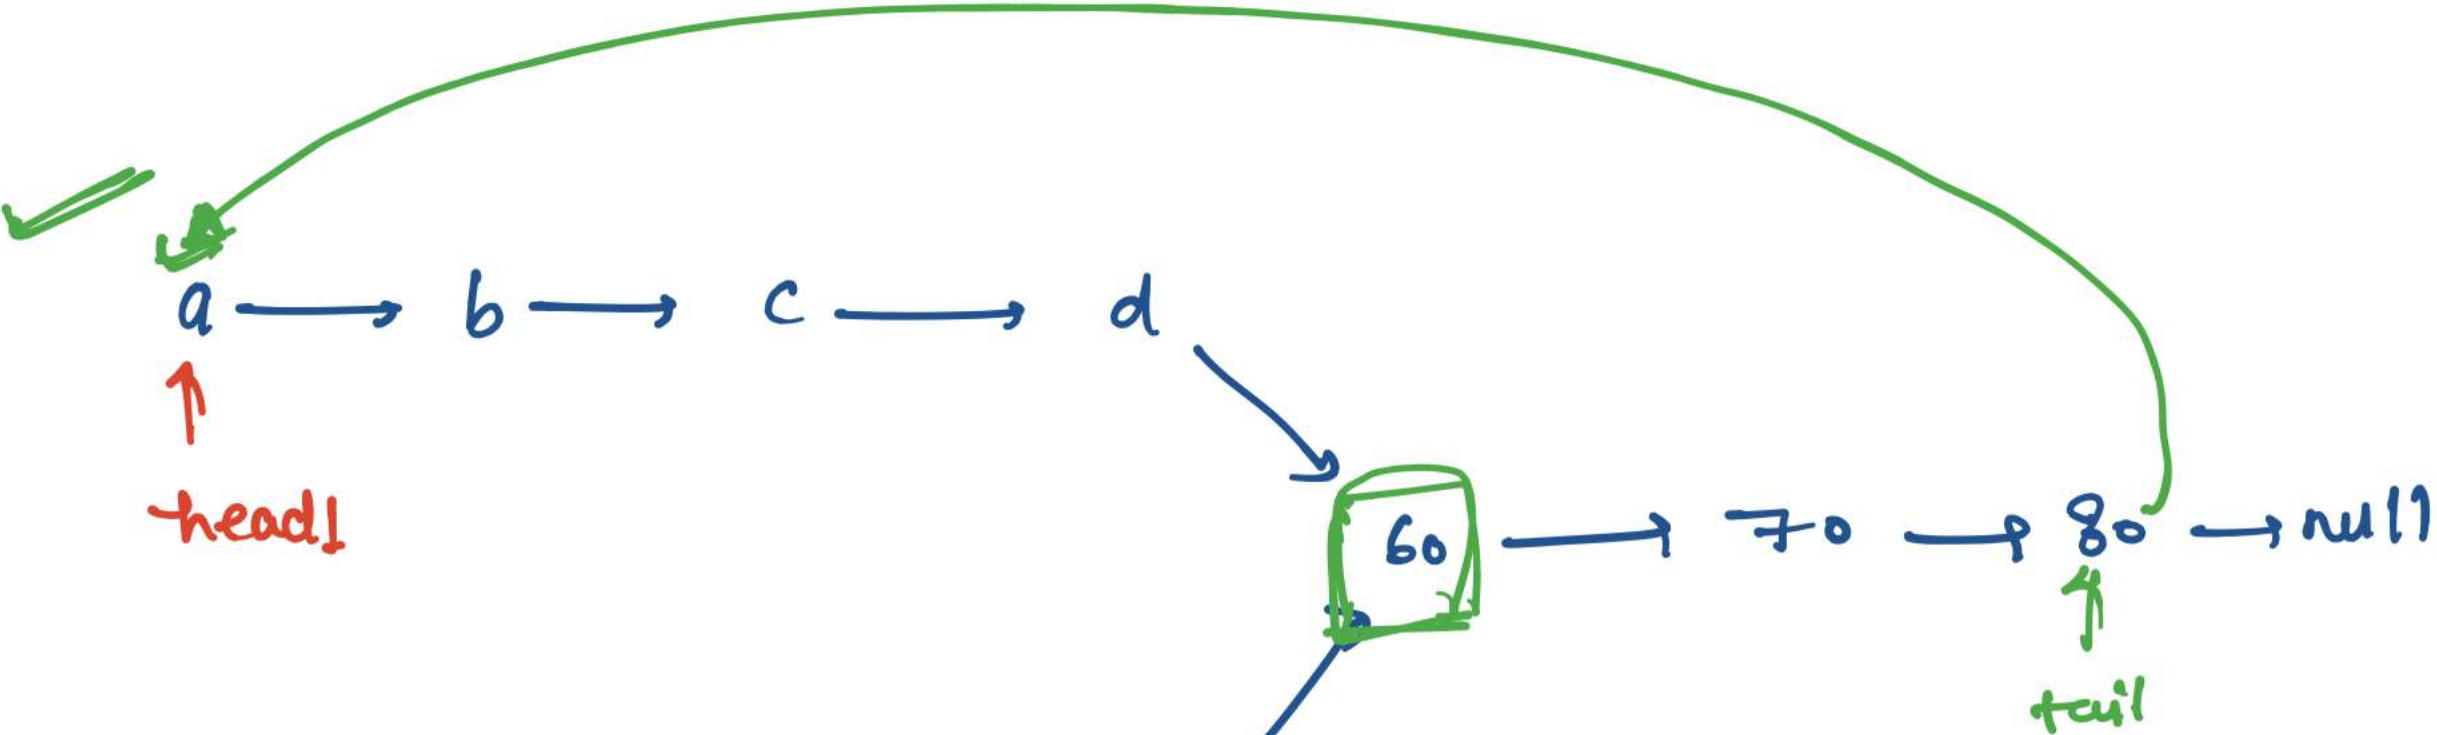 a → b → c → d
head1
60 → 70 → 80 → null
tail